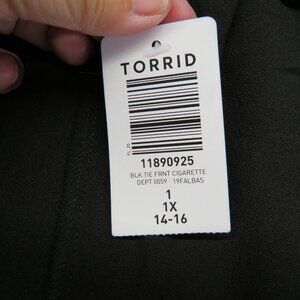 TORRID
11890925
BLK TIE FRNT CIGARETTE
DEPT 0059 19FALBAS
1
1X
14-16